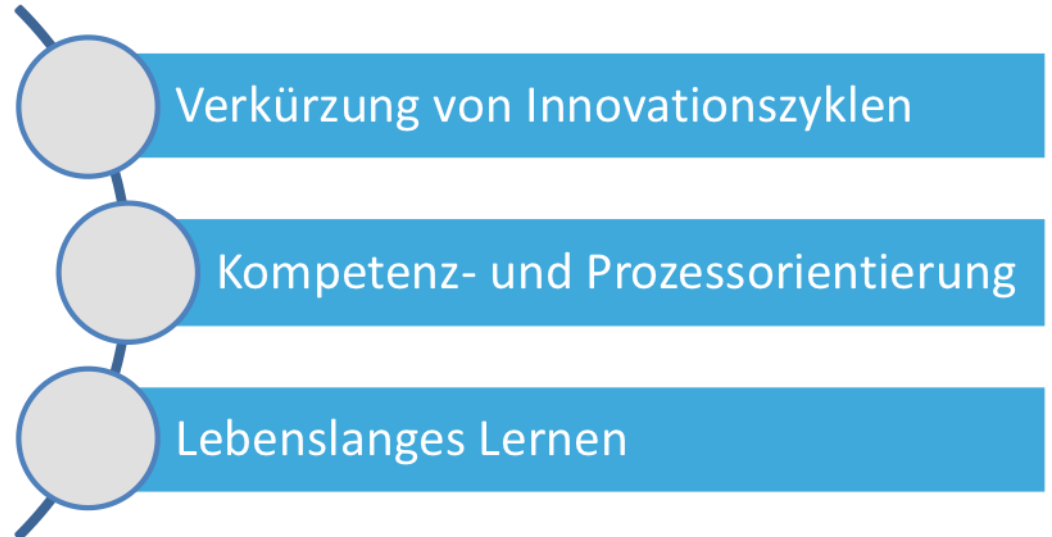 Verkürzung von Innovationszyklen
Kompetenz- und Prozessorientierung
Lebenslanges Lernen